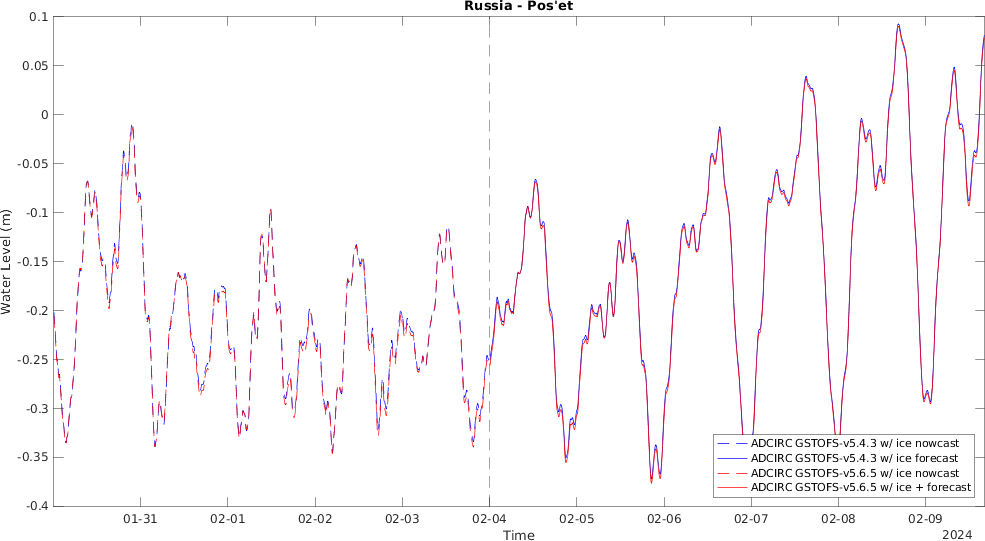 Russia - Pos'et
0.1
0.05
0
-0.05
-0.1
-0.15
-0.2
-0.25
-0.3
-0.35
-0.4
Water Level (m)
ADCIRC GSTOFS-v5.4.3 w/ ice nowcast
ADCIRC GSTOFS-v5.4.3 w/ ice forecast
ADCIRC GSTOFS-v5.6.5 w/ ice nowcast
ADCIRC GSTOFS-v5.6.5 w/ ice + forecast
01-31 02-01 02-02 02-03 02-04 02-05 02-06 02-07 02-08 02-09
Time
2024